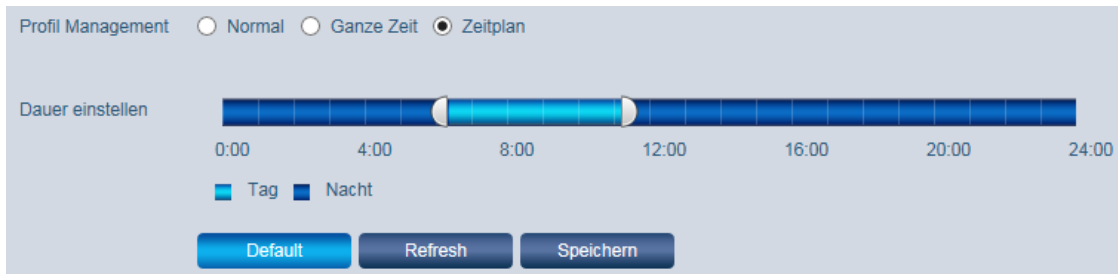 Profil Management Normal Ganze Zeit Zeitplan
Dauer einstellen
0:00 4:00 8:00 12:00 16:00 20:00 24:00
Tag Nacht
Default Refresh Speichern